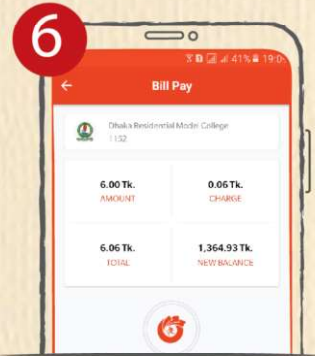 6
41% 19:0
Bill Pay
Dhaka Residential Model College
1132
6.00 Tk. 0.06 Tk.
AMOUNT CHARGE
6.06 Tk. 1,364.93 Tk.
TOTAL NEW BALANCE